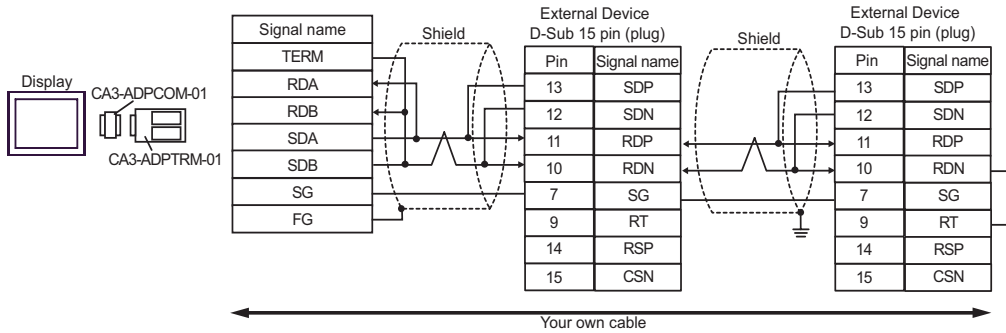 Display
CA3-ADPCOM-01
CA3-ADPTRM-01
Signal name
TERM
RDA
RDB
SDA
SDB
SG
FG
Shield
External Device
D-Sub 15 pin (plug)
Pin Signal name
13 SDP
12 SDN
11 RDP
10 RDN
7 SG
9 RT
14 RSP
15 CSN
Shield
External Device
D-Sub 15 pin (plug)
Pin Signal name
13 SDP
12 SDN
11 RDP
10 RDN
7 SG
9 RT
14 RSP
15 CSN
Your own cable